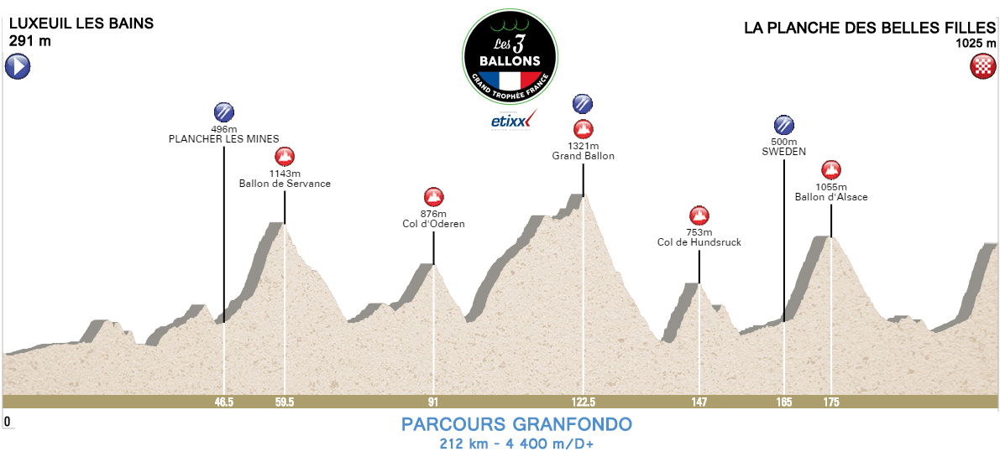 LUXEUIL LES BAINS
291 m
Les 3
BALLONS
GRAND TROPHÉE FRANCE
etixx
LA PLANCHE DES BELLES FILLES
1025 m
496m
PLANCHER LES MINES
1143m
Ballon de Servance
876m
Col d'Oderen
1321m
Grand Ballon
753m
Col de Hundsruck
500m
SWEDEN
1055m
Ballon d'Alsace
46.5
59.5
91
122.5
147
165
175
0
PARCOURS GRANFONDO
212 km - 4 400 m/D+